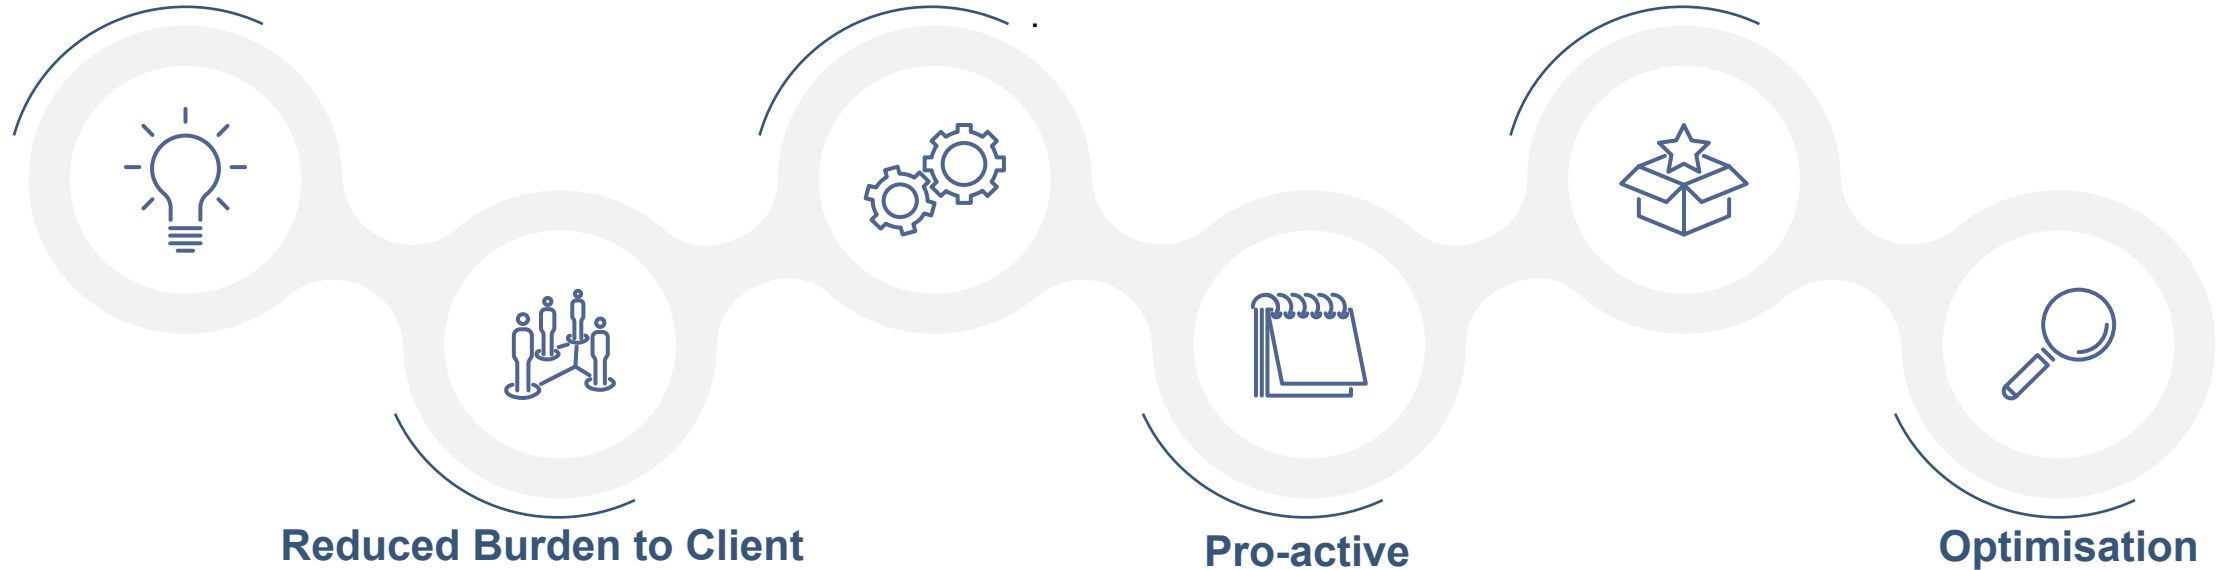 .
Reduced Burden to Client
Pro-active
Optimisation